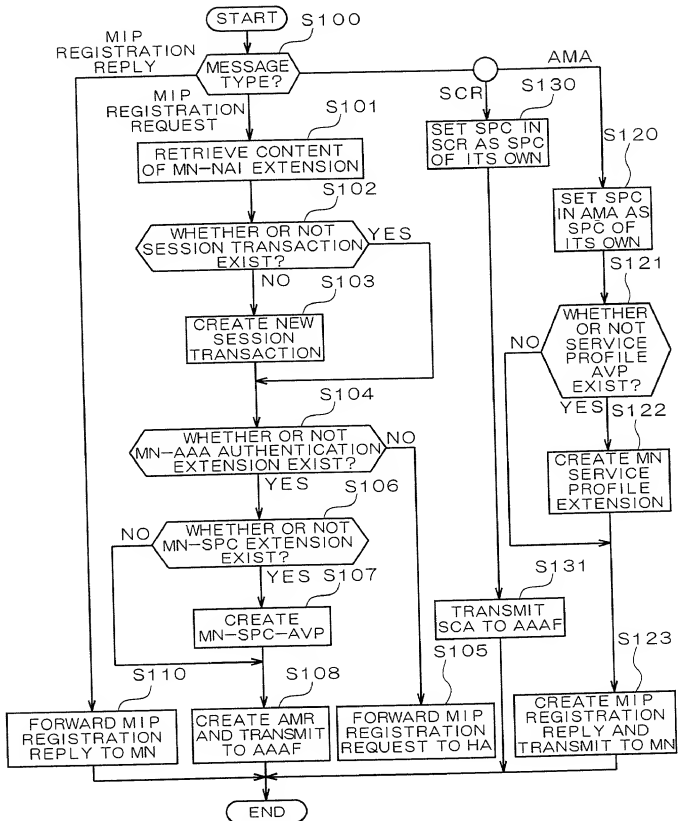 START
S100
MESSAGE
TYPE?
MIP
REGISTRATION
REPLY
MIP
REGISTRATION
REQUEST
SCR
AMA
S101
RETRIEVE CONTENT
OF MN-NAI EXTENSION
S130
SET SPC IN
SCR AS SPC
OF ITS OWN
S120
SET SPC
IN AMA AS
SPC OF
ITS OWN
S102
WHETHER OR NOT
SESSION TRANSACTION
EXIST?
YES
NO
S103
CREATE NEW
SESSION
TRANSACTION
S121
WHETHER
OR NOT
SERVICE
PROFILE
AVP
EXIST?
NO
YES
S122
CREATE MN
SERVICE
PROFILE
EXTENSION
S104
WHETHER OR NOT
MN-AAA AUTHENTICATION
EXTENSION EXIST?
NO
YES
S106
WHETHER OR NOT
MN-SPC EXTENSION
EXIST?
NO
YES
S107
CREATE
MN-SPC-AVP
S131
TRANSMIT
SCA TO AAAF
S110
FORWARD MIP
REGISTRATION
REPLY TO MN
S108
CREATE AMR
AND TRANSMIT
TO AAAF
S105
FORWARD MIP
REGISTRATION
REQUEST TO HA
S123
CREATE MIP
REGISTRATION
REPLY AND
TRANSMIT TO MN
END